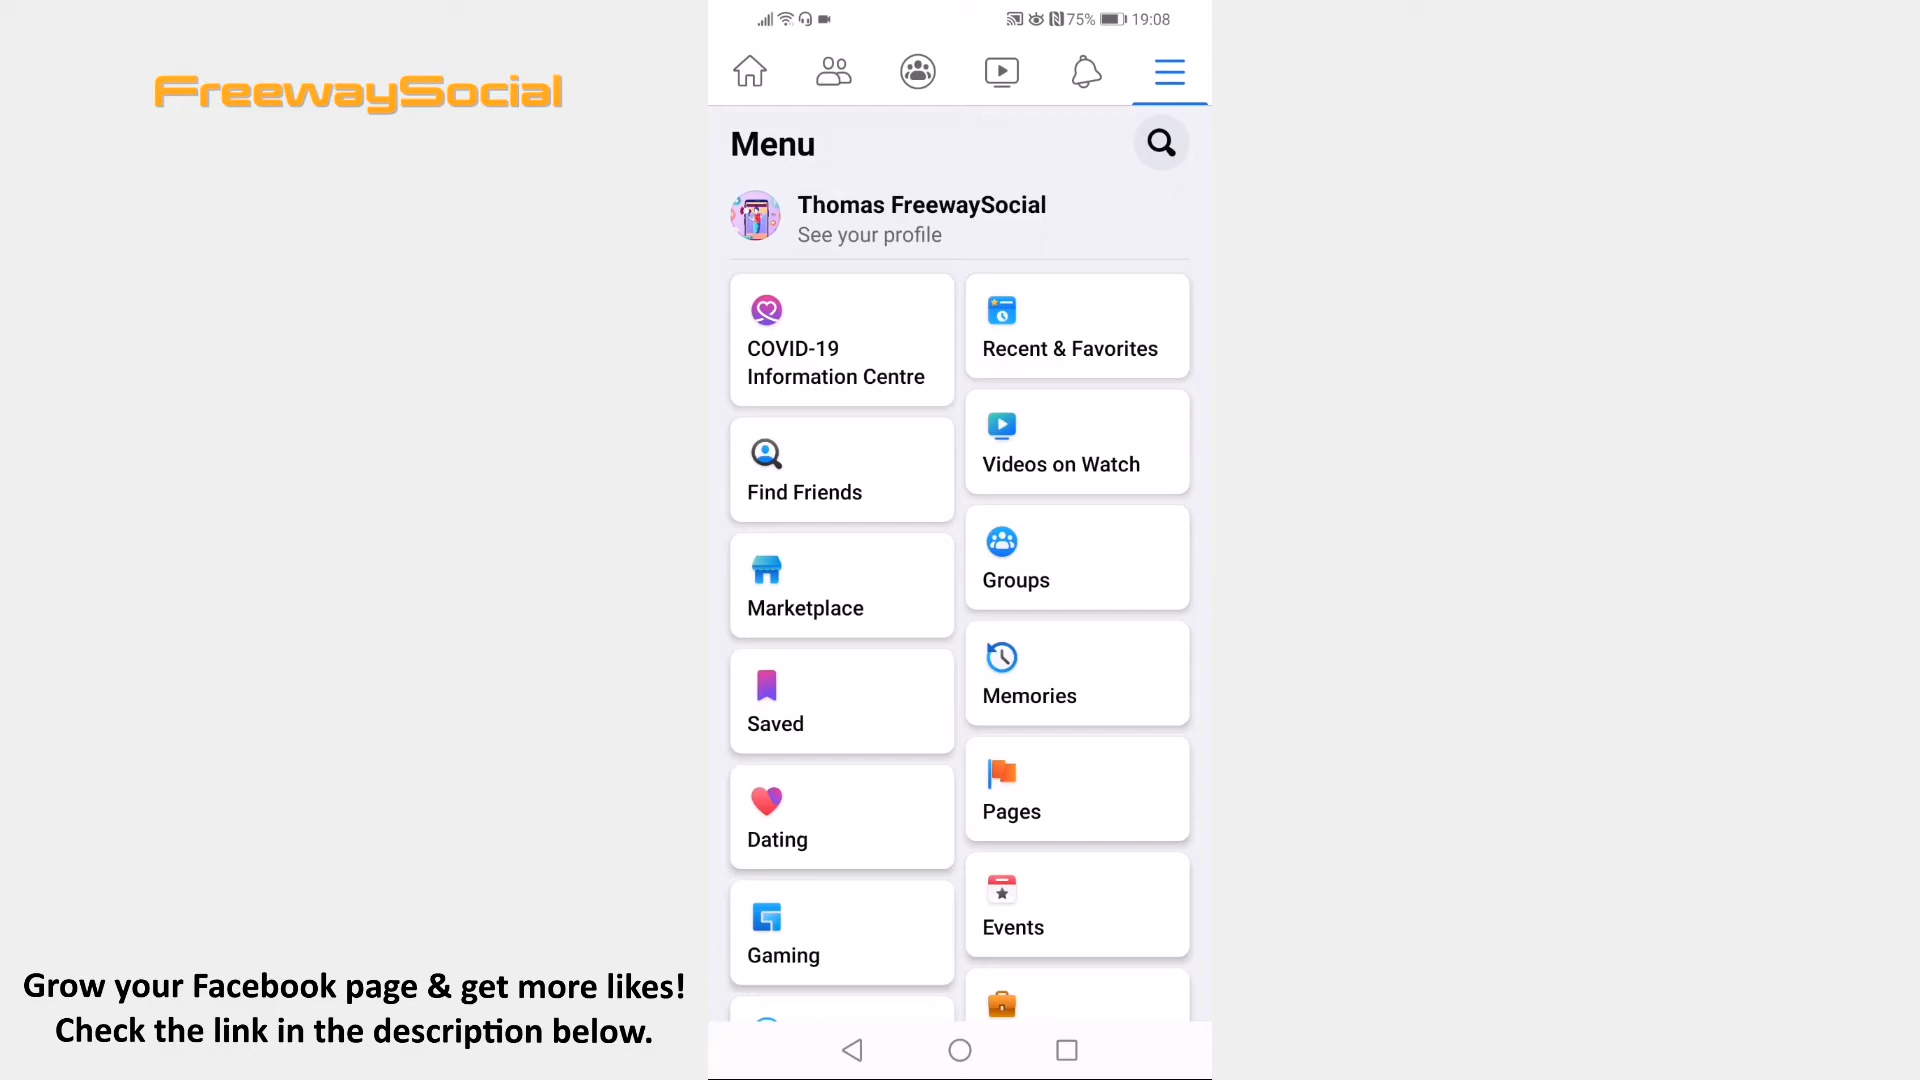 FreewaySocial
75% 19:08
Menu
Thomas FreewaySocial
See your profile
COVID-19
Information Centre
Recent & Favorites
Find Friends
Videos on Watch
Marketplace
Groups
Saved
Memories
Dating
Pages
Gaming
Events
Grow your Facebook page & get more likes!
Check the link in the description below.